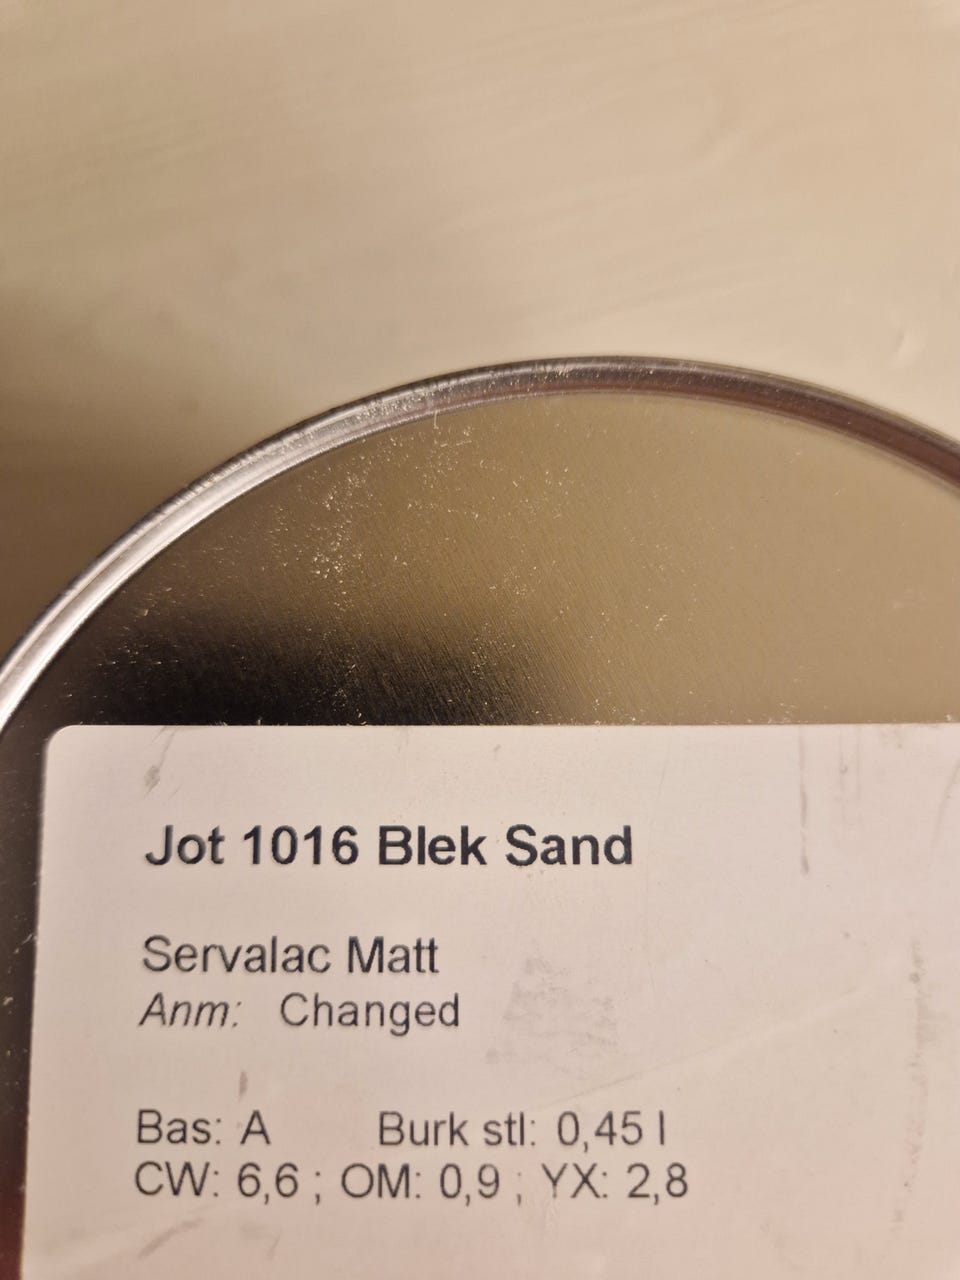 Jot 1016 Blek Sand
Servalac Matt
Anm: Changed
Bas: A Burk stl: 0,45 l
CW: 6,6 ; OM: 0,9 ; YX: 2,8